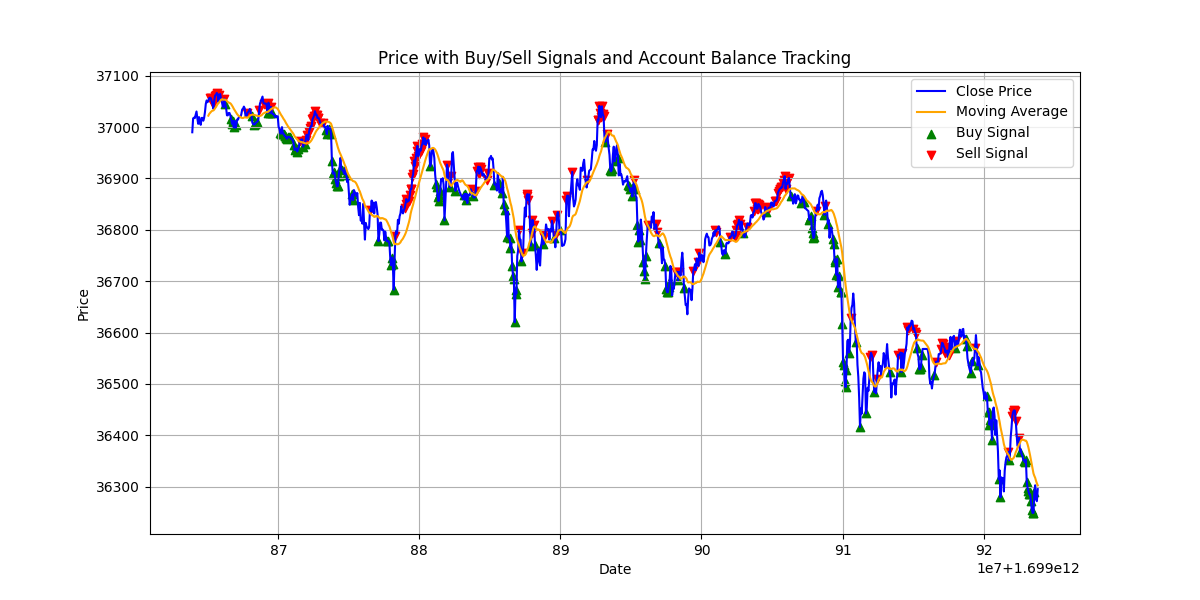 Price with Buy/Sell Signals and Account Balance Tracking
37100
37000
36900
36800
36700
36600
36500
36400
36300
Price
Close Price
Moving Average
Buy Signal
Sell Signal
87
88
89
90
91
92
1e7+1.699e12
Date